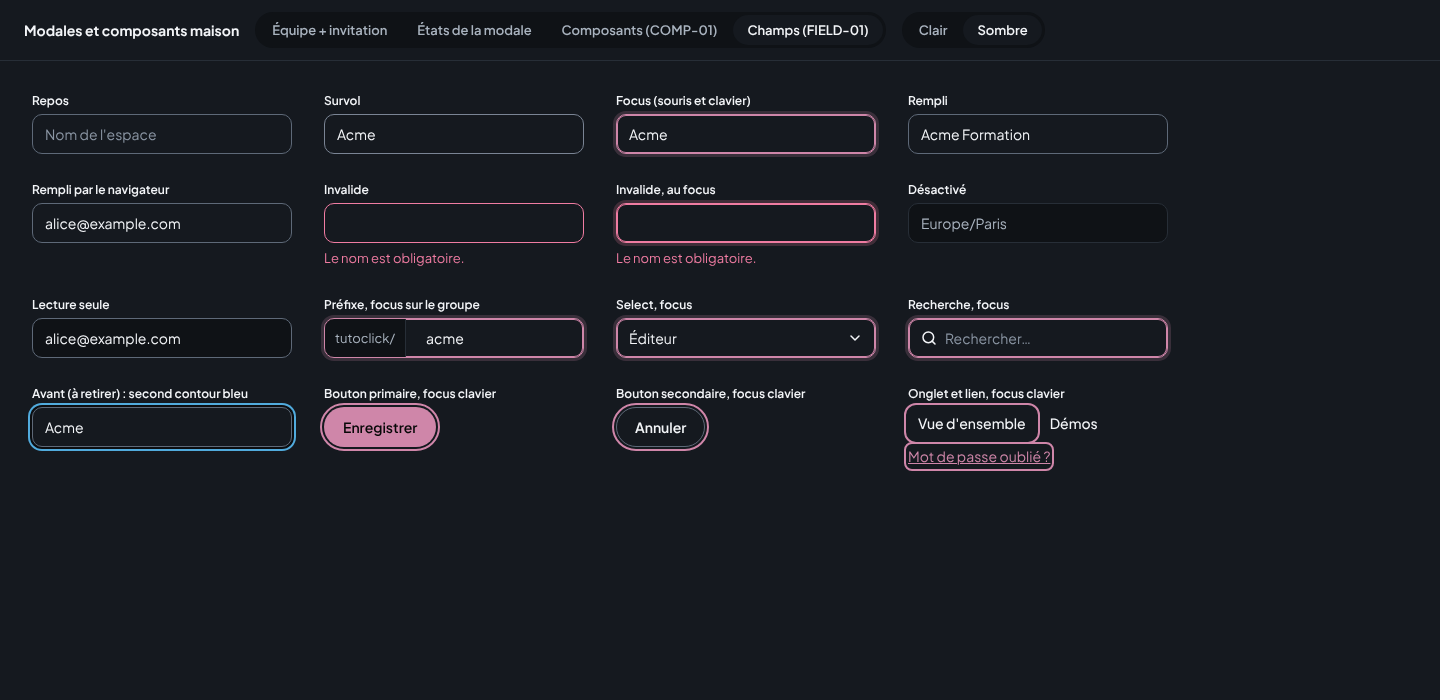 Modales et composants maison
Équipe + invitation
États de la modale
Composants (COMP-01)
Champs (FIELD-01)
Clair
Sombre
Repos
Nom de l'espace
Survol
Acme
Focus (souris et clavier)
Acme
Rempli
Acme Formation
Rempli par le navigateur
alice@example.com
Invalide
Le nom est obligatoire.
Invalide, au focus
Le nom est obligatoire.
Désactivé
Europe/Paris
Lecture seule
alice@example.com
Préfixe, focus sur le groupe
tutoclick/
acme
Select, focus
Éditeur
Recherche, focus
Rechercher…
Avant (à retirer) : second contour bleu
Acme
Bouton primaire, focus clavier
Enregistrer
Bouton secondaire, focus clavier
Annuler
Onglet et lien, focus clavier
Vue d'ensemble
Démos
Mot de passe oublié ?